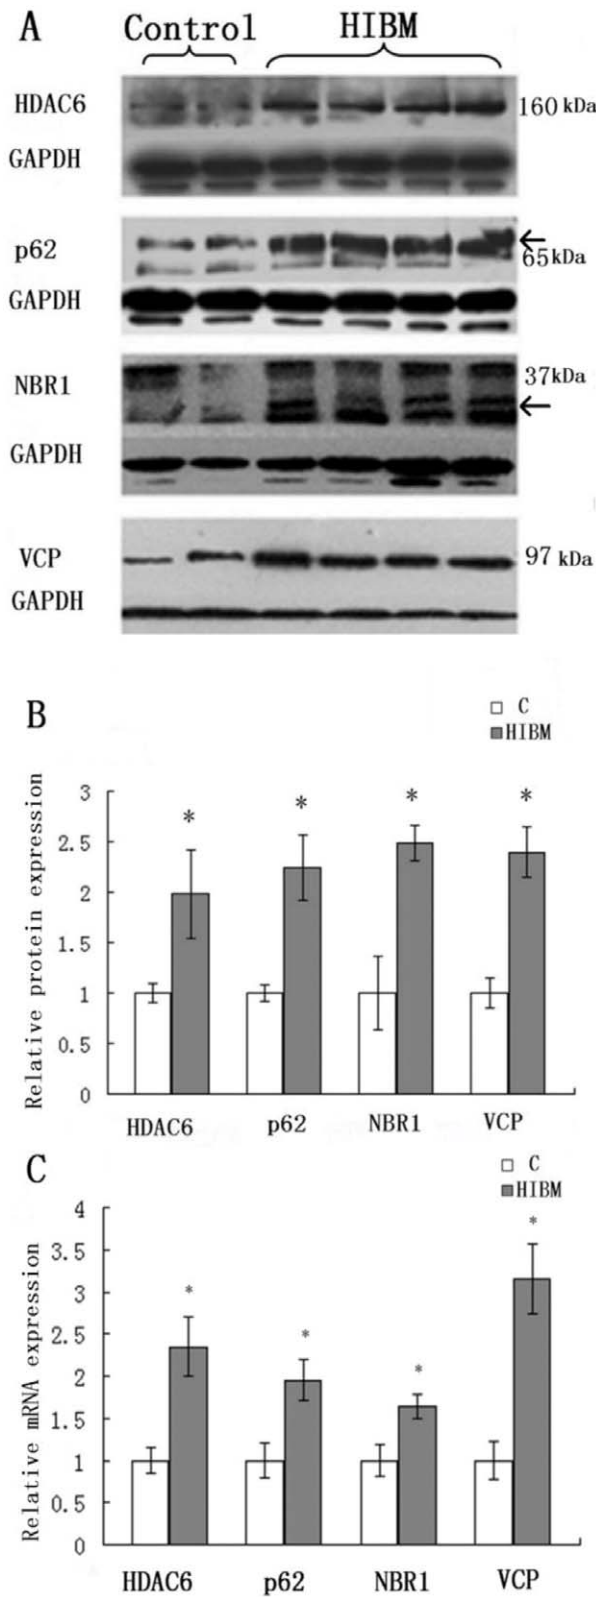 A
Control HIBM
HDAC6
160 kDa
GAPDH
p62
65kDa
GAPDH
37kDa
NBR1
GAPDH
VCP
97 kDa
GAPDH
B
C
HIBM
Relative protein expression
3
2.5
2
1.5
1
0.5
0
* * * *
HDAC6 p62 NBR1 VCP
C
C
HIBM
Relative mRNA expression
4
3.5
3
2.5
2
1.5
1
0.5
0
* * * *
HDAC6 p62 NBR1 VCP